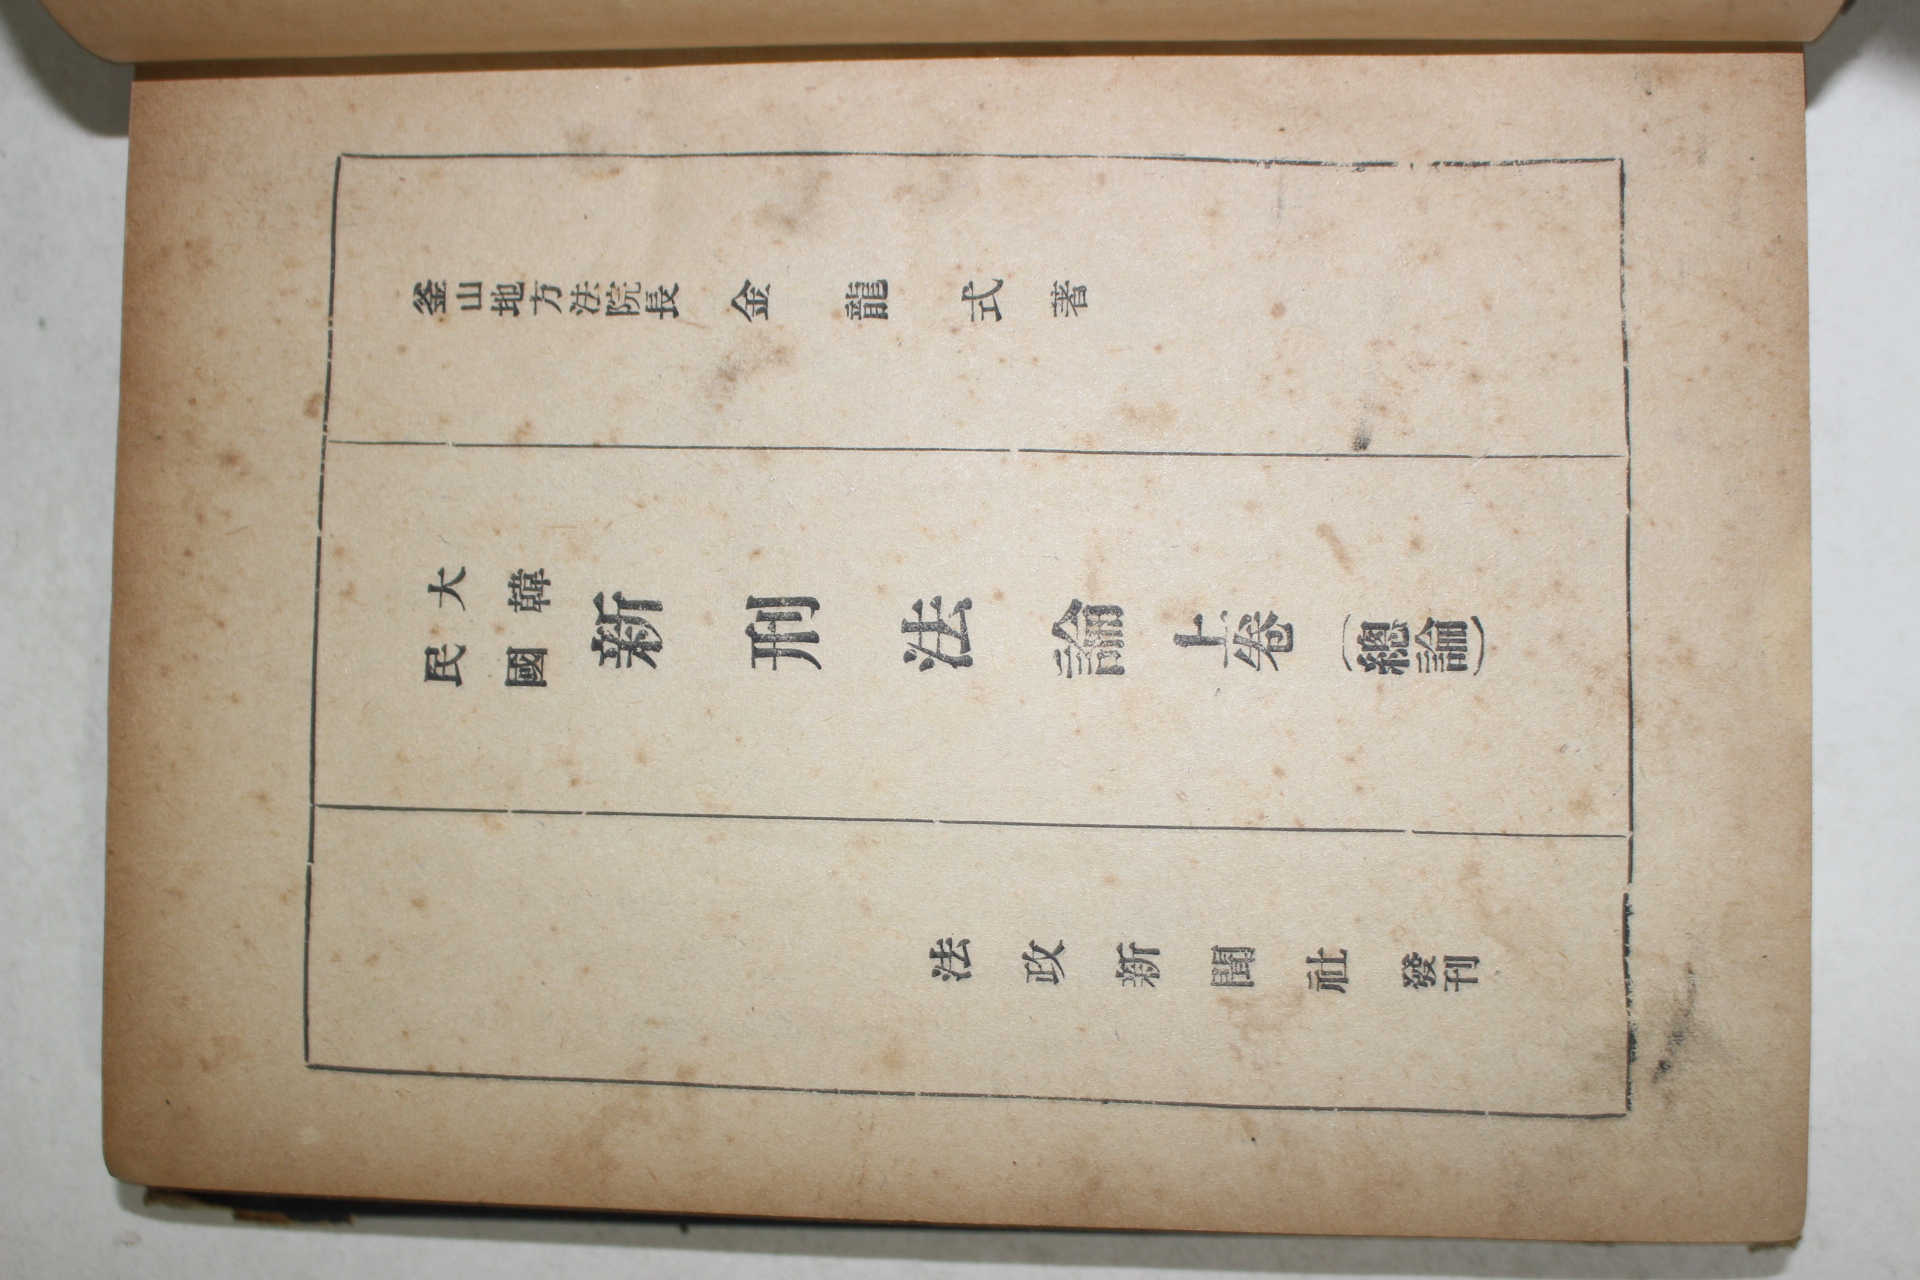 釜山地方法院長 金龍式 著
大韓民國 新刑法論 上卷 (總論)
法政新聞社 發刊